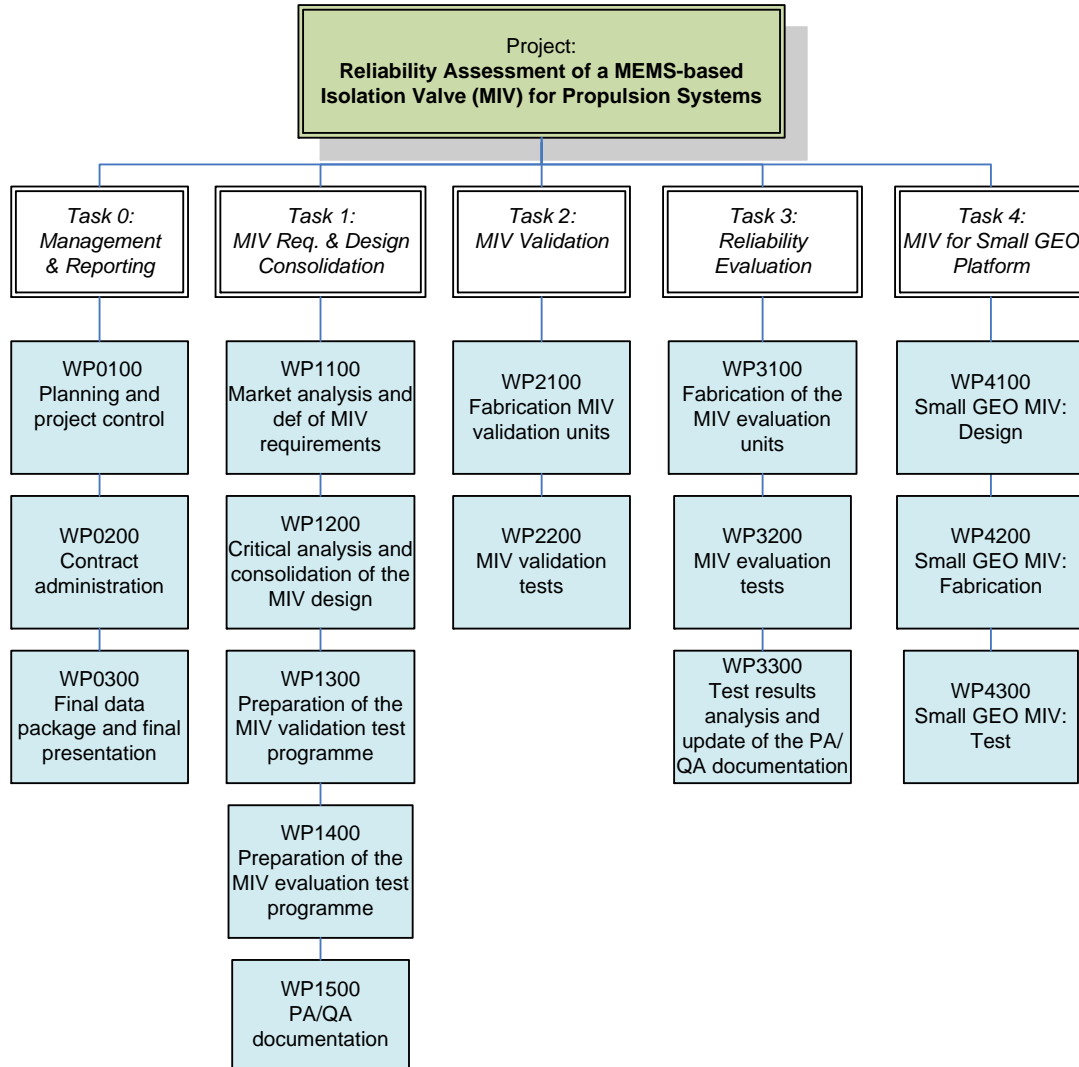 Project:
Reliability Assessment of a MEMS-based
Isolation Valve (MIV) for Propulsion Systems
Task 0:
Management
& Reporting
Task 1:
MIV Req. & Design
Consolidation
Task 2:
MIV Validation
Task 3:
Reliability
Evaluation
Task 4:
MIV for Small GEO
Platform
WP0100
Planning and
project control
WP0200
Contract
administration
WP0300
Final data
package and final
presentation
WP1100
Market analysis and
def of MIV
requirements
WP1200
Critical analysis and
consolidation of the
MIV design
WP1300
Preparation of the
MIV validation test
programme
WP1400
Preparation of the
MIV evaluation test
programme
WP1500
PA/QA
documentation
WP2100
Fabrication MIV
validation units
WP2200
MIV validation
tests
WP3100
Fabrication of the
MIV evaluation
units
WP3200
MIV evaluation
tests
WP3300
Test results
analysis and
update of the PA/
QA documentation
WP4100
Small GEO MIV:
Design
WP4200
Small GEO MIV:
Fabrication
WP4300
Small GEO MIV:
Test